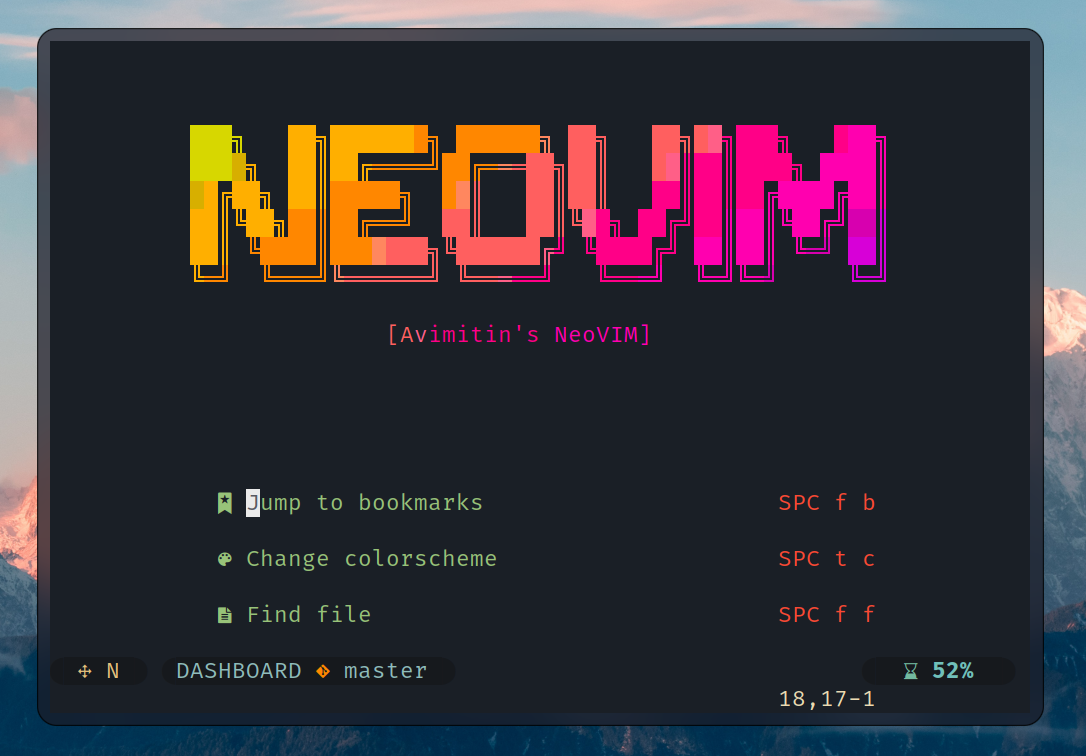 NEOVIM
[Avimitin's NeoVIM]
Jump to bookmarks SPC f b
Change colorscheme SPC t c
Find file SPC f f
N DASHBOARD master 52%
18,17-1